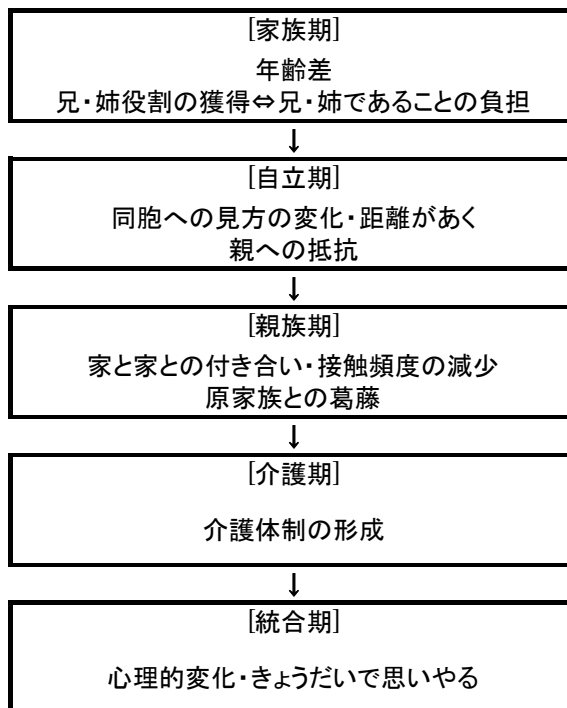 [家族期]
年齢差
兄・姉役割の獲得⇔兄・姉であることの負担
↓
[自立期]
同胞への見方の変化・距離があく
親への抵抗
↓
[親族期]
家と家との付き合い・接触頻度の減少
原家族との葛藤
↓
[介護期]
介護体制の形成
↓
[統合期]
心理的変化・きょうだいで思いやる